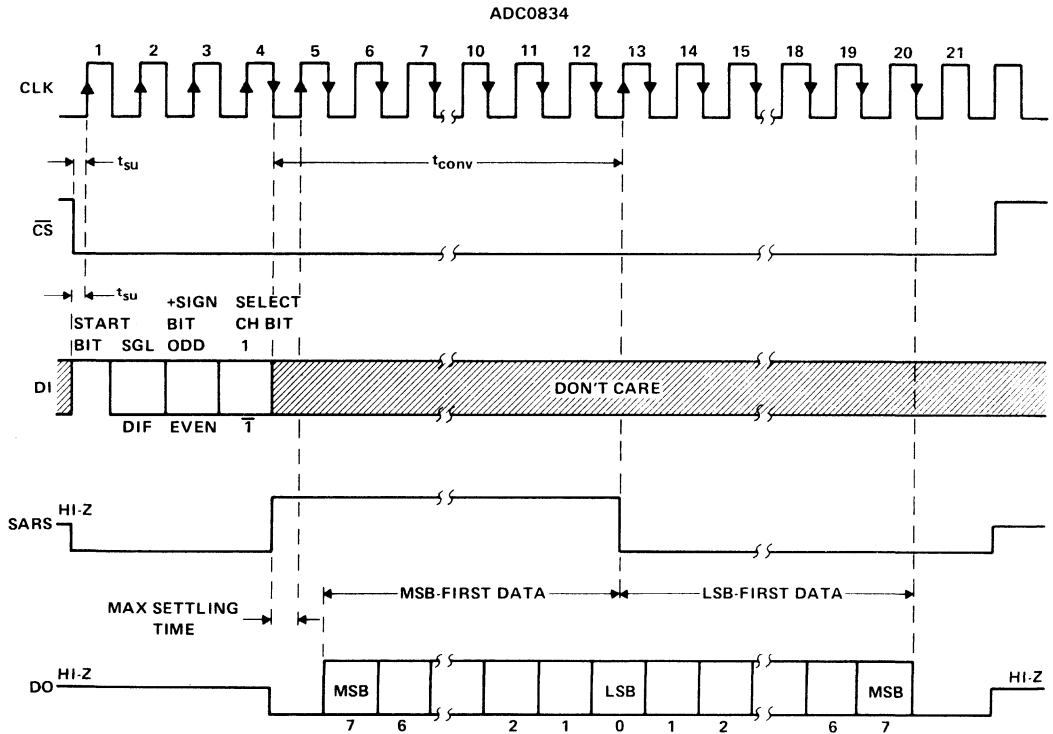 ADC0834
1 2 3 4 5 6 7 10 11 12 13 14 15 18 19 20 21
CLK
tsu
tconv
CS
tsu
START
BIT
SGL
+SIGN
BIT
ODD
SELECT
CH BIT
1
DI
DON'T CARE
DIF EVEN 1
HI-Z
SARS
MSB-FIRST DATA
LSB-FIRST DATA
MAX SETTLING
TIME
HI-Z
DO
MSB
LSB
MSB
HI-Z
7 6 2 1 0 1 2 6 7